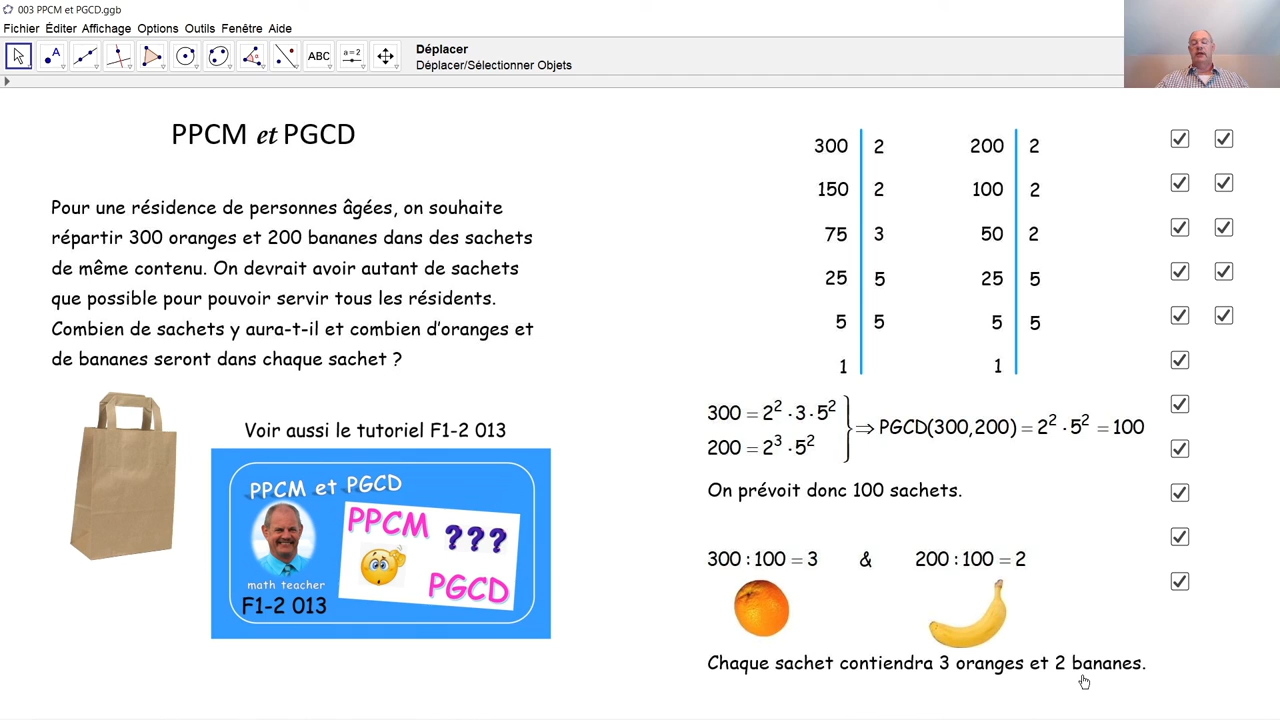 003 PPCM et PGCD.ggb
Fichier Éditer Affichage Options Outils Fenêtre Aide
A
ABC
a=2
Déplacer
Déplacer/Sélectionner Objets
PPCM et PGCD
Pour une résidence de personnes âgées, on souhaite
répartir 300 oranges et 200 bananes dans des sachets
de même contenu. On devrait avoir autant de sachets
que possible pour pouvoir servir tous les résidents.
Combien de sachets y aura-t-il et combien d’oranges et
de bananes seront dans chaque sachet ?
Voir aussi le tutoriel F1-2 013
PPCM et PGCD
PPCM
???
PGCD
math teacher
F1-2 013
300 2 200 2
150 2 100 2
75 3 50 2
25 5 25 5
5 5 5 5
1 1
300 = 2² · 3 · 5²
200 = 2³ · 5²
⇒ PGCD(300,200) = 2² · 5² = 100
On prévoit donc 100 sachets.
300 : 100 = 3 & 200 : 100 = 2
Chaque sachet contiendra 3 oranges et 2 bananes.